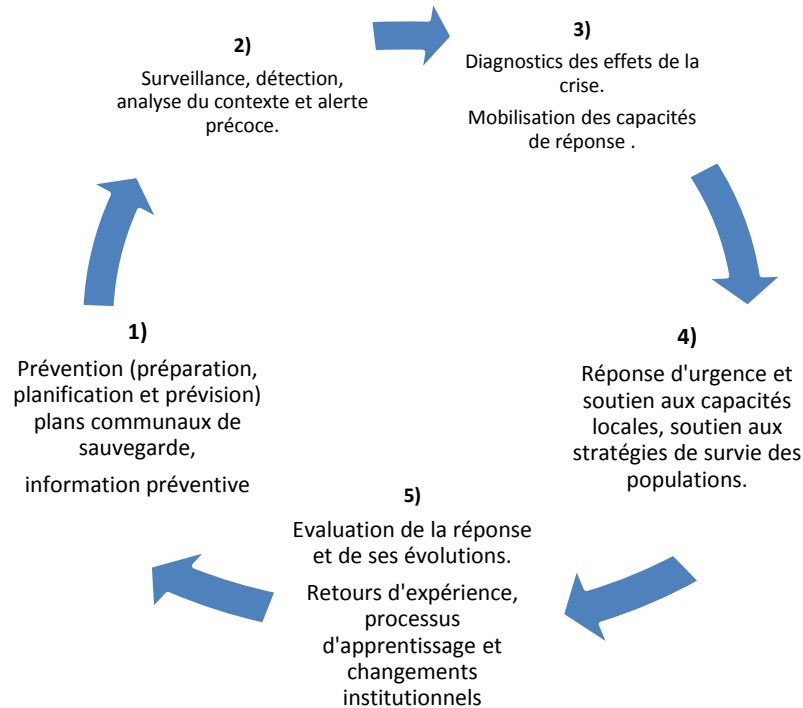 1)
Prévention (préparation,
planification et prévision)
plans communaux de
sauvegarde,
information préventive
2)
Surveillance, détection,
analyse du contexte et alerte
précoce.
3)
Diagnostics des effets de la
crise.
Mobilisation des capacités
de réponse .
4)
Réponse d'urgence et
soutien aux capacités
locales, soutien aux
stratégies de survie des
populations.
5)
Evaluation de la réponse
et de ses évolutions.
Retours d'expérience,
processus
d'apprentissage et
changements
institutionnels